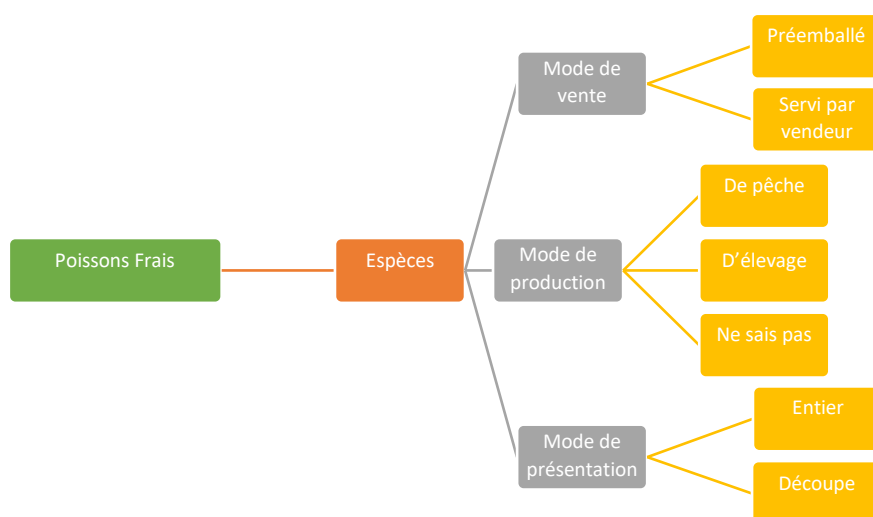 Poissons Frais
Espèces
Mode de
vente
Préemballé
Servi par
vendeur
Mode de
production
De pêche
D’élevage
Ne sais pas
Mode de
présentation
Entier
Découpe